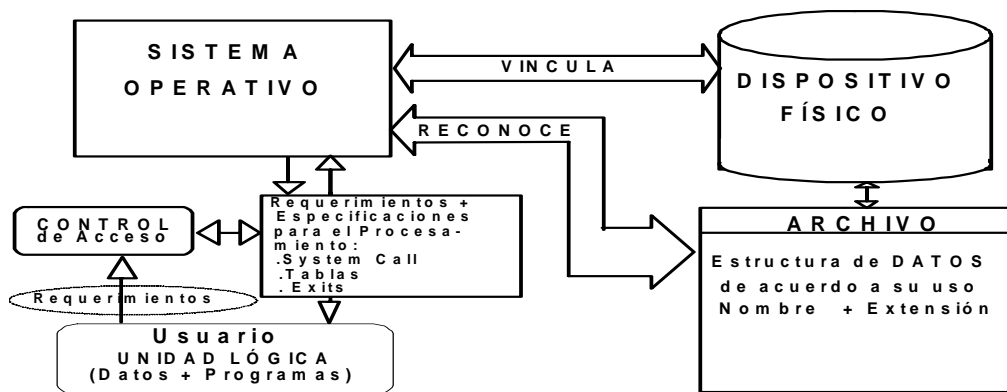 SISTEMA
OPERATIVO
VINCULA
RECONOCE
DISPOSITIVO
FÍSICO
Requerimientos +
Especificaciones
para el Procesa-
miento:
.System Call
.Tablas
. Exits
CONTROL
de Acceso
Requerimientos
Usuario
UNIDAD LÓGICA
(Datos + Programas)
ARCHIVO
Estructura de DATOS
de acuerdo a su uso
Nombre + Extensión